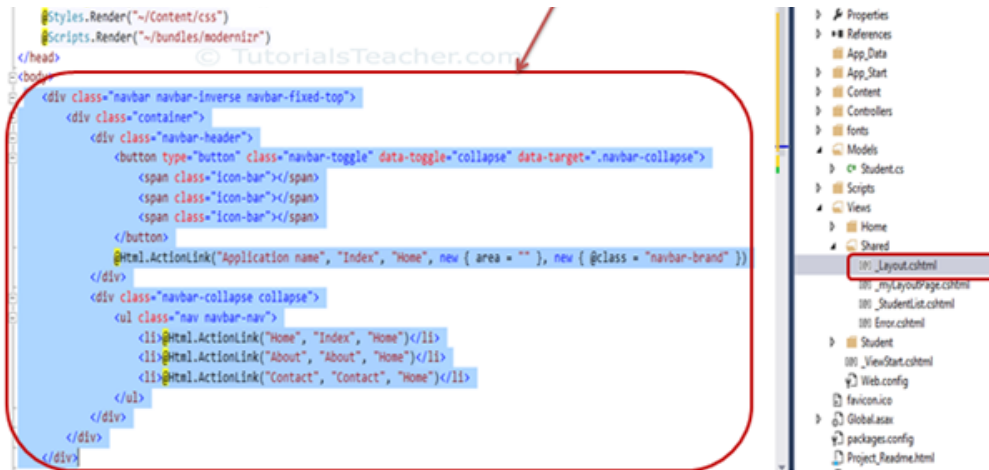 @Styles.Render("~/Content/css")
@Scripts.Render("~/bundles/modernizr")
</head>
© TutorialsTeacher.com
<body>
<div class="navbar navbar-inverse navbar-fixed-top">
<div class="container">
<div class="navbar-header">
<button type="button" class="navbar-toggle" data-toggle="collapse" data-target=".navbar-collapse">
<span class="icon-bar"></span>
<span class="icon-bar"></span>
<span class="icon-bar"></span>
</button>
@Html.ActionLink("Application name", "Index", "Home", new { area = "" }, new { @class = "navbar-brand" })
</div>
<div class="navbar-collapse collapse">
<ul class="nav navbar-nav">
<li>@Html.ActionLink("Home", "Index", "Home")</li>
<li>@Html.ActionLink("About", "About", "Home")</li>
<li>@Html.ActionLink("Contact", "Contact", "Home")</li>
</ul>
</div>
</div>
</div>
Properties
References
App_Data
App_Start
Content
Controllers
fonts
Models
C# Student.cs
Scripts
Views
Home
Shared
_Layout.cshtml
_myLayoutPage.cshtml
_StudentList.cshtml
Error.cshtml
Student
_ViewStart.cshtml
Web.config
favicon.ico
Global.asax
packages.config
Project_Readme.html